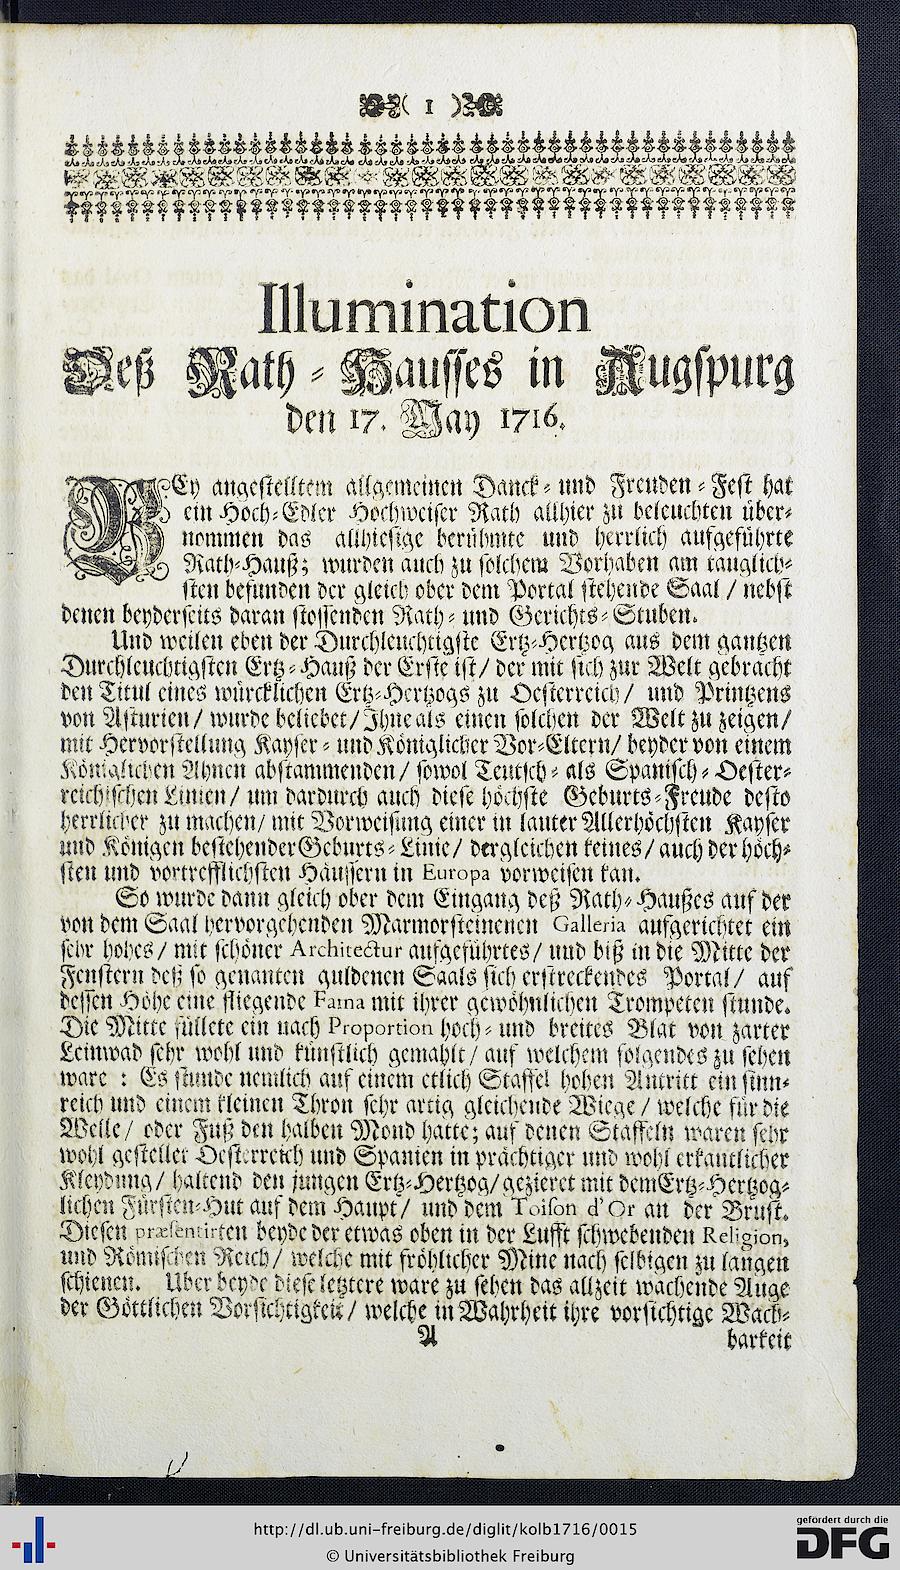 ( 1 )
Illumination
Deß Rath-Hausses in Augspurg
den 17. May 1716.
BEy angestelltem allgemeinen Danck- und Freuden-Fest hat
ein Hoch-Edler Hochweiser Rath allhier zu beleuchten über-
nommen das allhiesige berühmte und herrlich aufgeführte
Rath-Hauß; wurden auch zu solchem Vorhaben am tauglich-
sten befunden der gleich ober dem Portal stehende Saal / nebst
denen beyderseits daran stossenden Rath- und Gerichts-Stuben.
Und weilen eben der Durchleuchtigste Ertz-Hertzog aus dem gantzen
Durchleuchtigsten Ertz-Hauß der Erste ist / der mit sich zur Welt gebracht
den Titul eines würcklichen Ertz-Hertzogs zu Oesterreich / und Printzens
von Asturien / wurde beliebet / Ihne als einen solchen der Welt zu zeigen /
mit Hervorstellung Kayser- und Königlicher Vor-Eltern / beyder von einem
Königlichen Ahnen abstammenden / sowol Teutsch- als Spanisch-Oester-
reichischen Linien / um dardurch auch diese höchste Geburts-Freude desto
herrlicher zu machen / mit Vorweisung einer in lauter Allerhöchsten Kayser
und Königen bestehender Geburts-Linie / dergleichen keines / auch der höch-
sten und vortrefflichsten Häussern in Europa vorweisen kan.
So wurde dann gleich ober dem Eingang deß Rath-Haußes auf der
von dem Saal hervorgehenden Marmorsteinenen Galleria aufgerichtet ein
sehr hohes / mit schöner Architectur aufgeführtes / und biß in die Mitte der
Fenstern deß so genanten guldenen Saals sich erstreckendes Portal / auf
dessen Höhe eine fliegende Fama mit ihrer gewöhnlichen Trompeten stunde.
Die Mitte füllete ein nach Proportion hoch- und breites Blat von zarter
Leinwad sehr wohl und künstlich gemahlt / auf welchem folgendes zu sehen
ware : Es stunde nemlich auf einem etlich Staffel hohen Antritt ein sinn-
reich und einem kleinen Thron sehr artig gleichende Wiege / welche für die
Welle / oder Fuß den halben Mond hatte; auf denen Staffeln waren sehr
wohl gestellet Oesterreich und Spanien in prächtiger und wohl erkantlicher
Kleydung / haltend den jungen Ertz-Hertzog / gezieret mit dem Ertz-Hertzog-
lichen Fürsten-Hut auf dem Haupt / und dem Toison d'Or an der Brust.
Diesen præsentirten beyde der etwas oben in der Lufft schwebenden Religion,
und Römischen Reich / welche mit fröhlicher Mine nach selbigen zu langen
schienen. Uber beyde diese letztere ware zu sehen das allzeit wachende Auge
der Göttlichen Vorsichtigkeit / welche in Wahrheit ihre vorsichtige Wach-
A barkeit
http://dl.ub.uni-freiburg.de/diglit/kolb1716/0015
© Universitätsbibliothek Freiburg
gefördert durch die
DFG